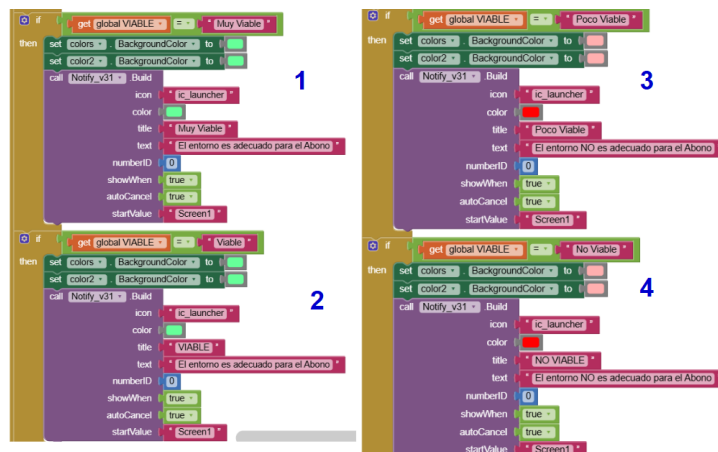 if get global VIABLE = " Muy Viable "
then set colors . BackgroundColor to
set color2 . BackgroundColor to
call Notify_v31 .Build
icon " ic_launcher "
color
title " Muy Viable "
text " El entorno es adecuado para el Abono "
numberID 0
showWhen true
autoCancel true
startValue " Screen1 "
1
if get global VIABLE = " Viable "
then set colors . BackgroundColor to
set color2 . BackgroundColor to
call Notify_v31 .Build
icon " ic_launcher "
color
title " VIABLE "
text " El entorno es adecuado para el Abono "
numberID 0
showWhen true
autoCancel true
startValue " Screen1 "
2
if get global VIABLE = " Poco Viable "
then set colors . BackgroundColor to
set color2 . BackgroundColor to
call Notify_v31 .Build
icon " ic_launcher "
color
title " Poco Viable "
text " El entorno NO es adecuado para el Abono "
numberID 0
showWhen true
autoCancel true
startValue " Screen1 "
3
if get global VIABLE = " No Viable "
then set colors . BackgroundColor to
set color2 . BackgroundColor to
call Notify_v31 .Build
icon " ic_launcher "
color
title " NO VIABLE "
text " El entorno NO es adecuado para el Abono "
numberID 0
showWhen true
autoCancel true
startValue " Screen1 "
4